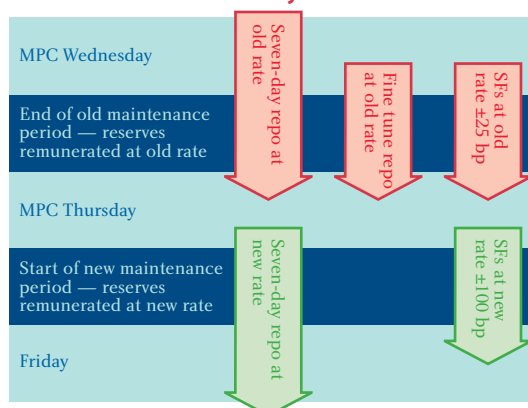 MPC Wednesday
End of old maintenance
period — reserves
remunerated at old rate
MPC Thursday
Start of new maintenance
period — reserves
remunerated at new rate
Friday
Seven-day repo at
old rate
Fine tune repo
at old rate
SFs at old
rate ±25 bp
Seven-day repo at
new rate
SFs at new
rate ±100 bp